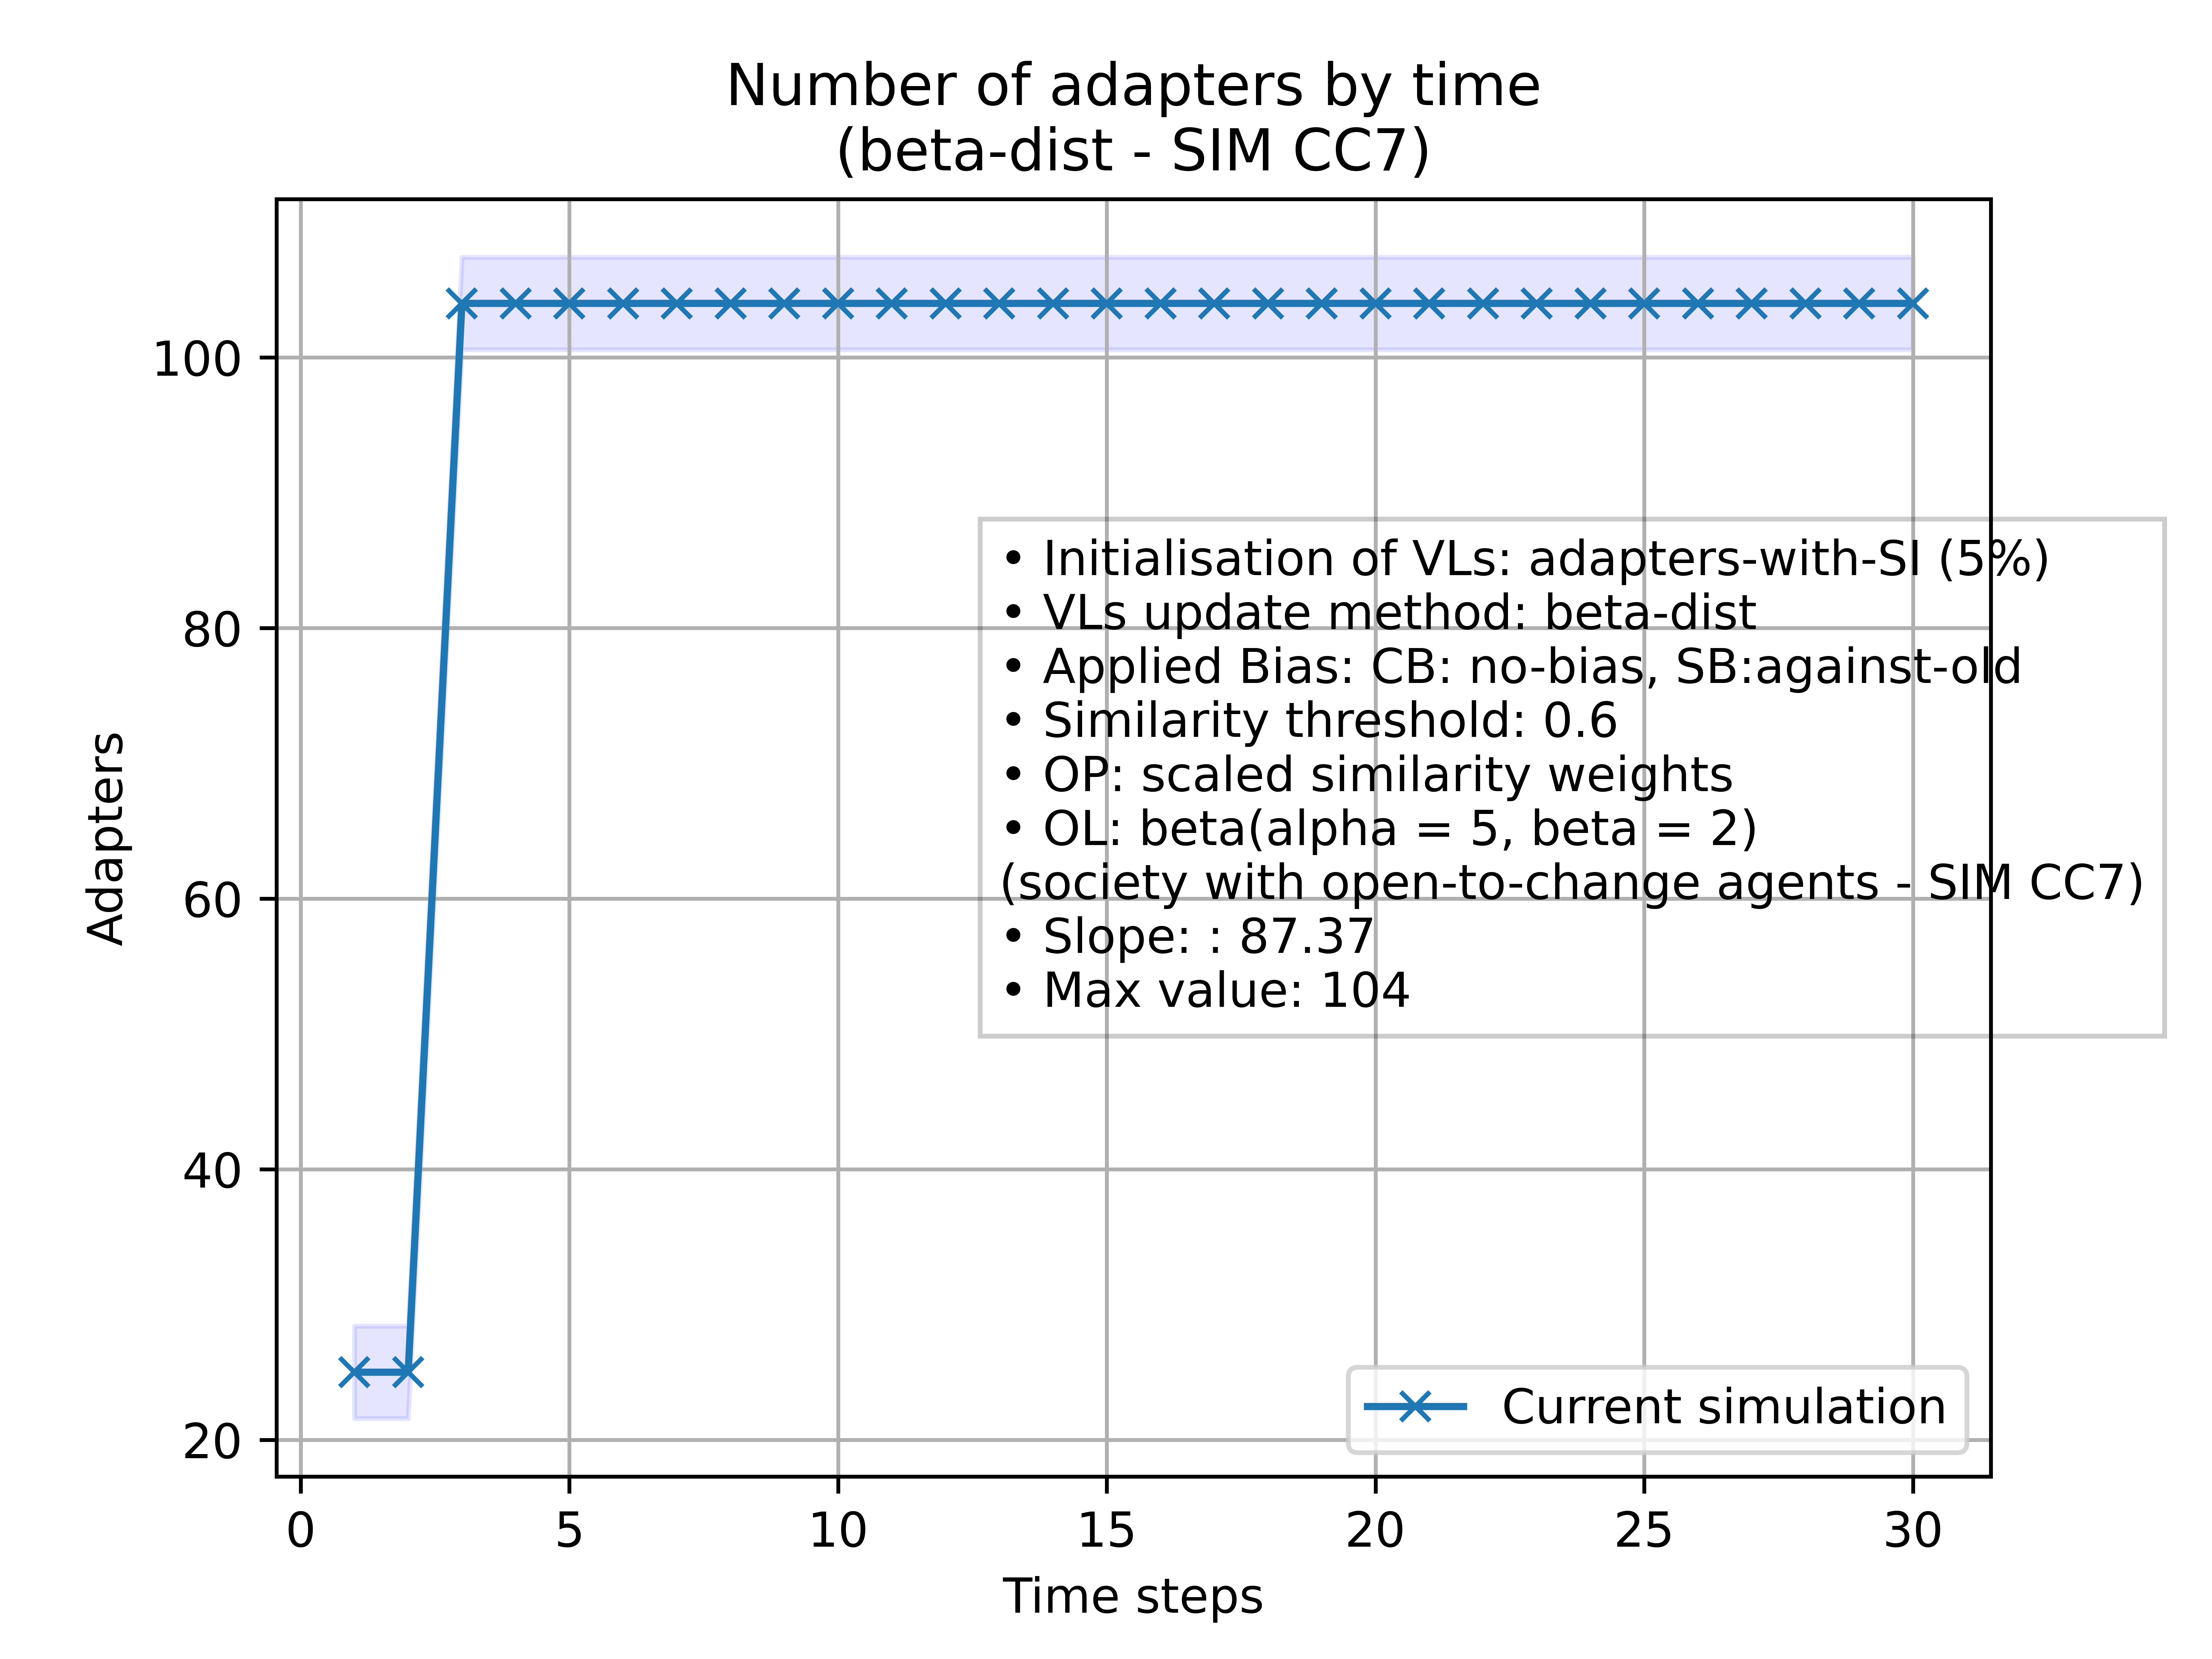 Number of adapters by time
(beta-dist - SIM CC7)
100
80
60
40
20
Adapters
• Initialisation of VLs: adapters-with-SI (5%)
• VLs update method: beta-dist
• Applied Bias: CB: no-bias, SB:against-old
• Similarity threshold: 0.6
• OP: scaled similarity weights
• OL: beta(alpha = 5, beta = 2)
(society with open-to-change agents - SIM CC7)
• Slope: : 87.37
• Max value: 104
Current simulation
0 5 10 15 20 25 30
Time steps